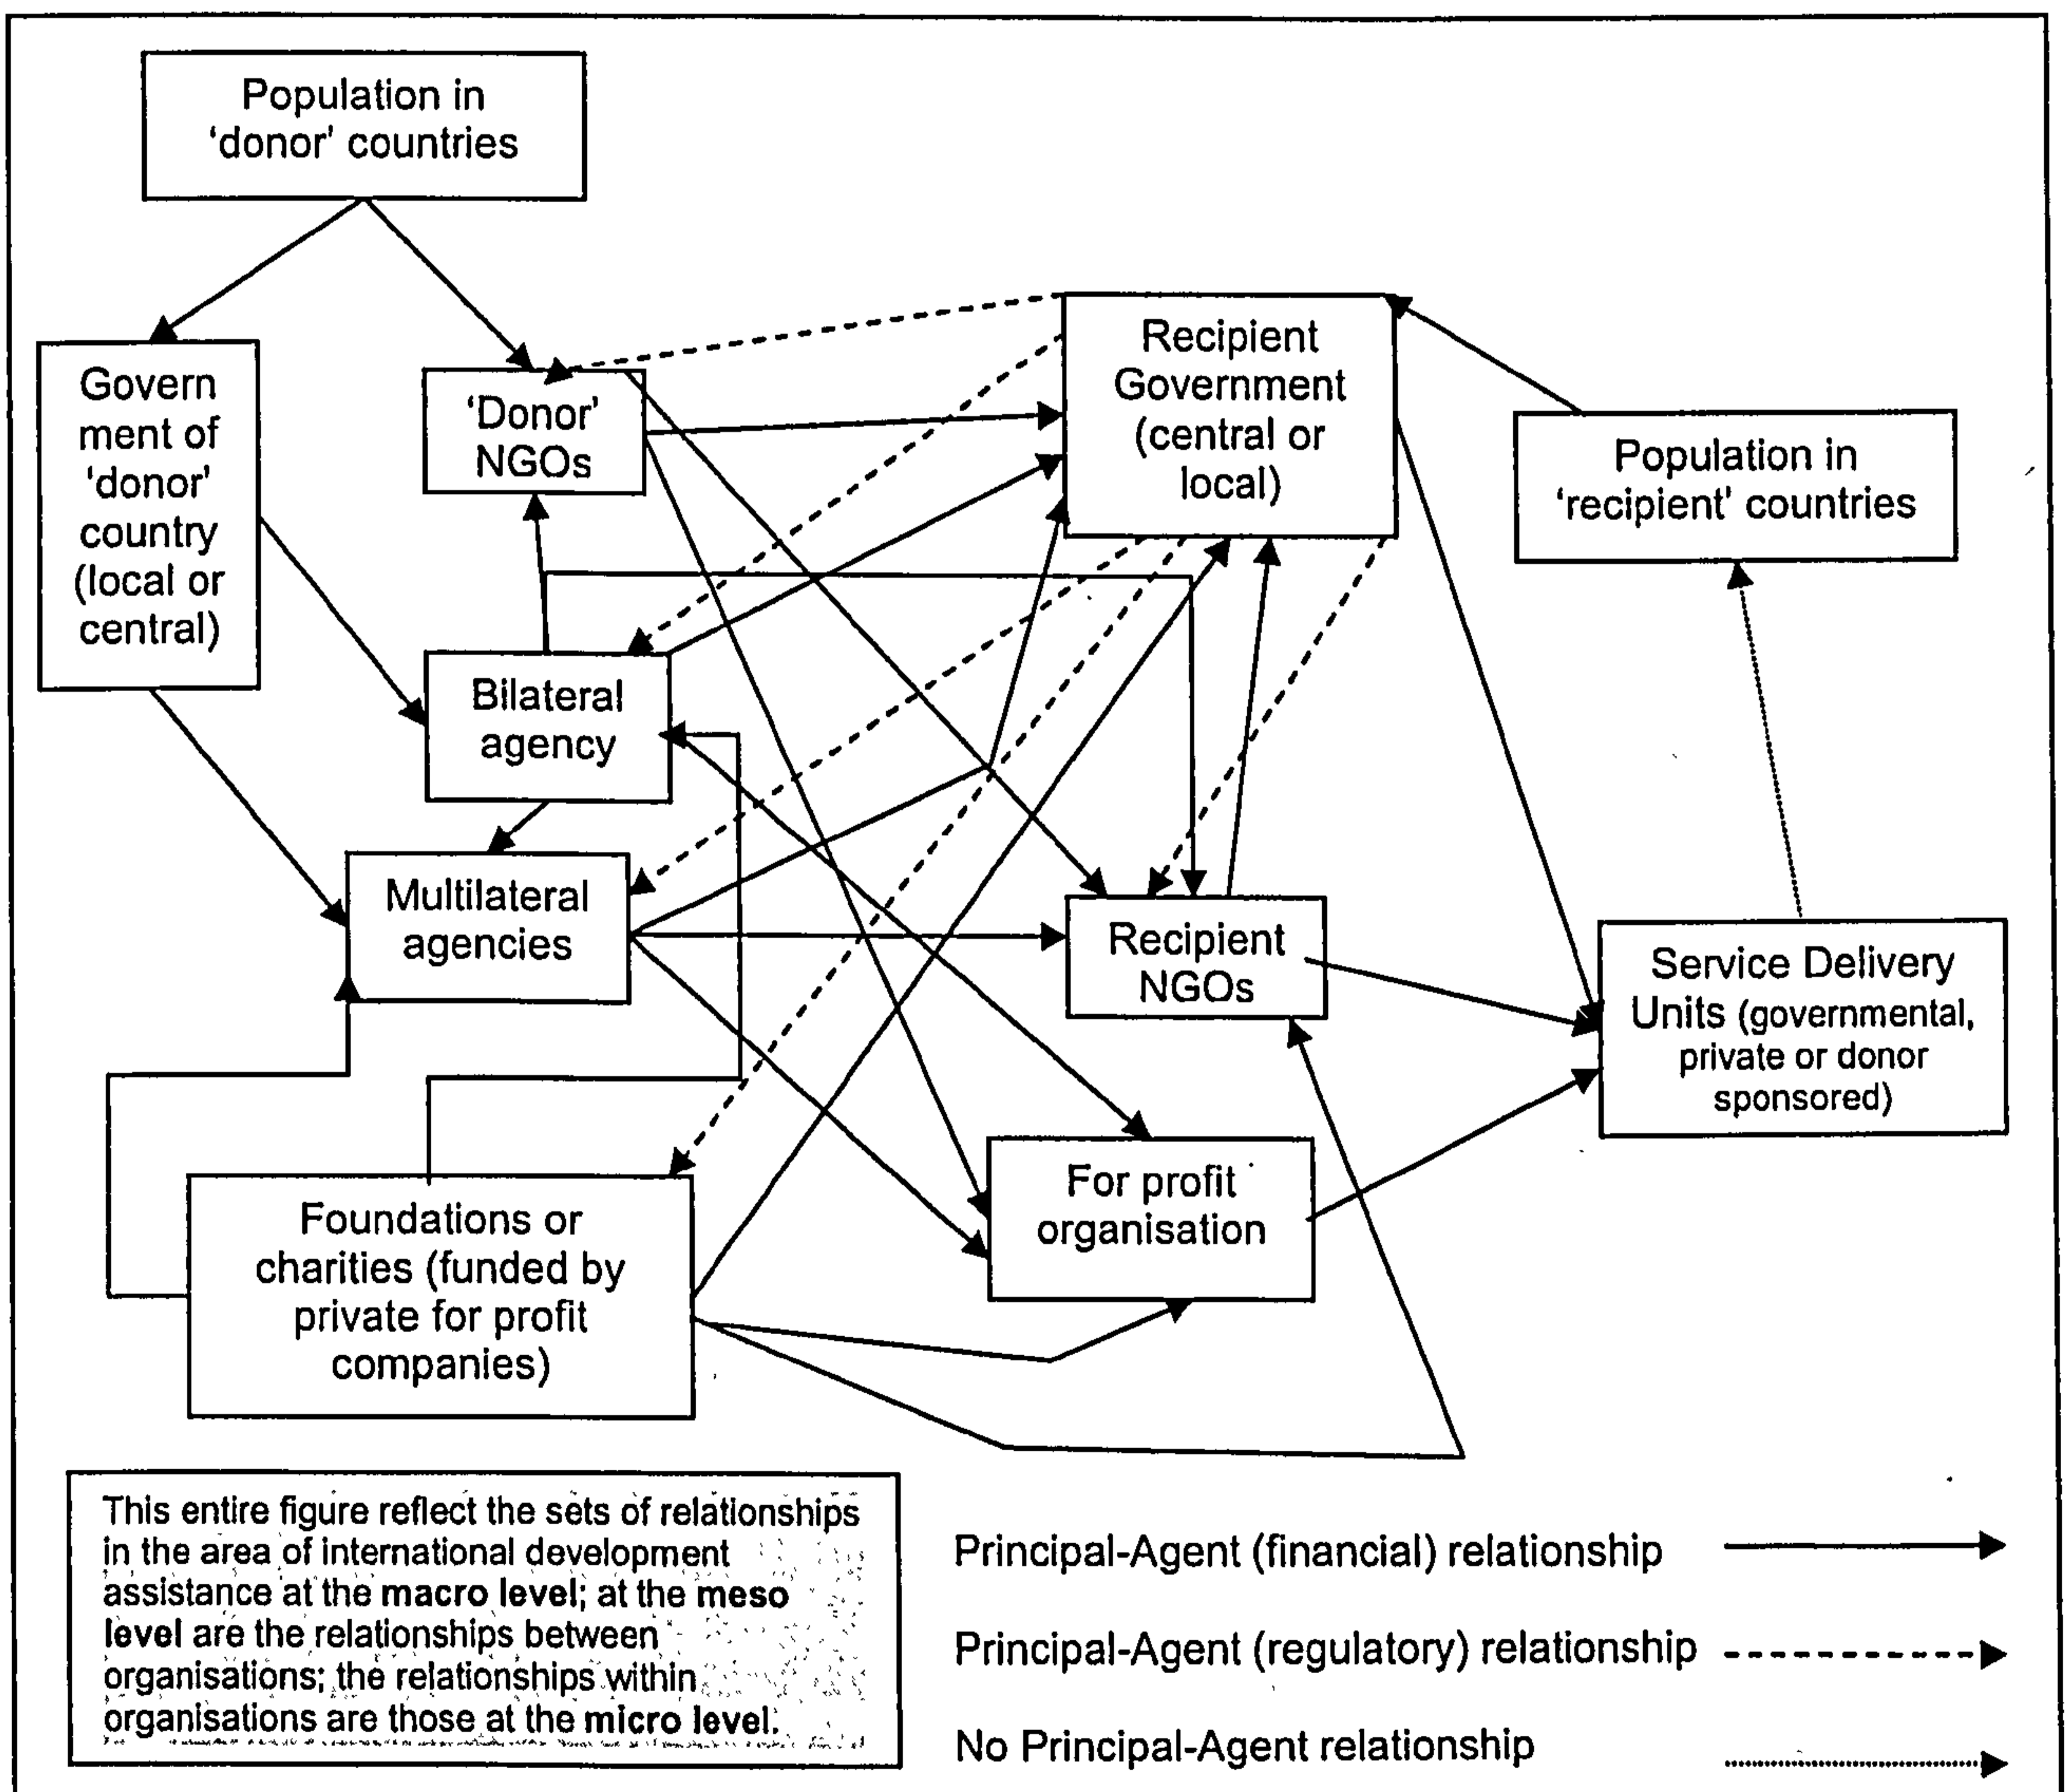 Population in
‘donor’ countries
Govern
ment of
‘donor’
country
(local or
central)
‘Donor’
NGOs
Recipient
Government
(central or
local)
Population in
‘recipient’ countries
Bilateral
agency
Multilateral
agencies
Recipient
NGOs
Service Delivery
Units (governmental,
private or donor
sponsored)
For profit
organisation
Foundations or
charities (funded by
private for profit
companies)
This entire figure reflect the sets of relationships
in the area of international development
assistance at the macro level; at the meso
level are the relationships between
organisations; the relationships within
organisations are those at the micro level.
Principal-Agent (financial) relationship
Principal-Agent (regulatory) relationship
No Principal-Agent relationship